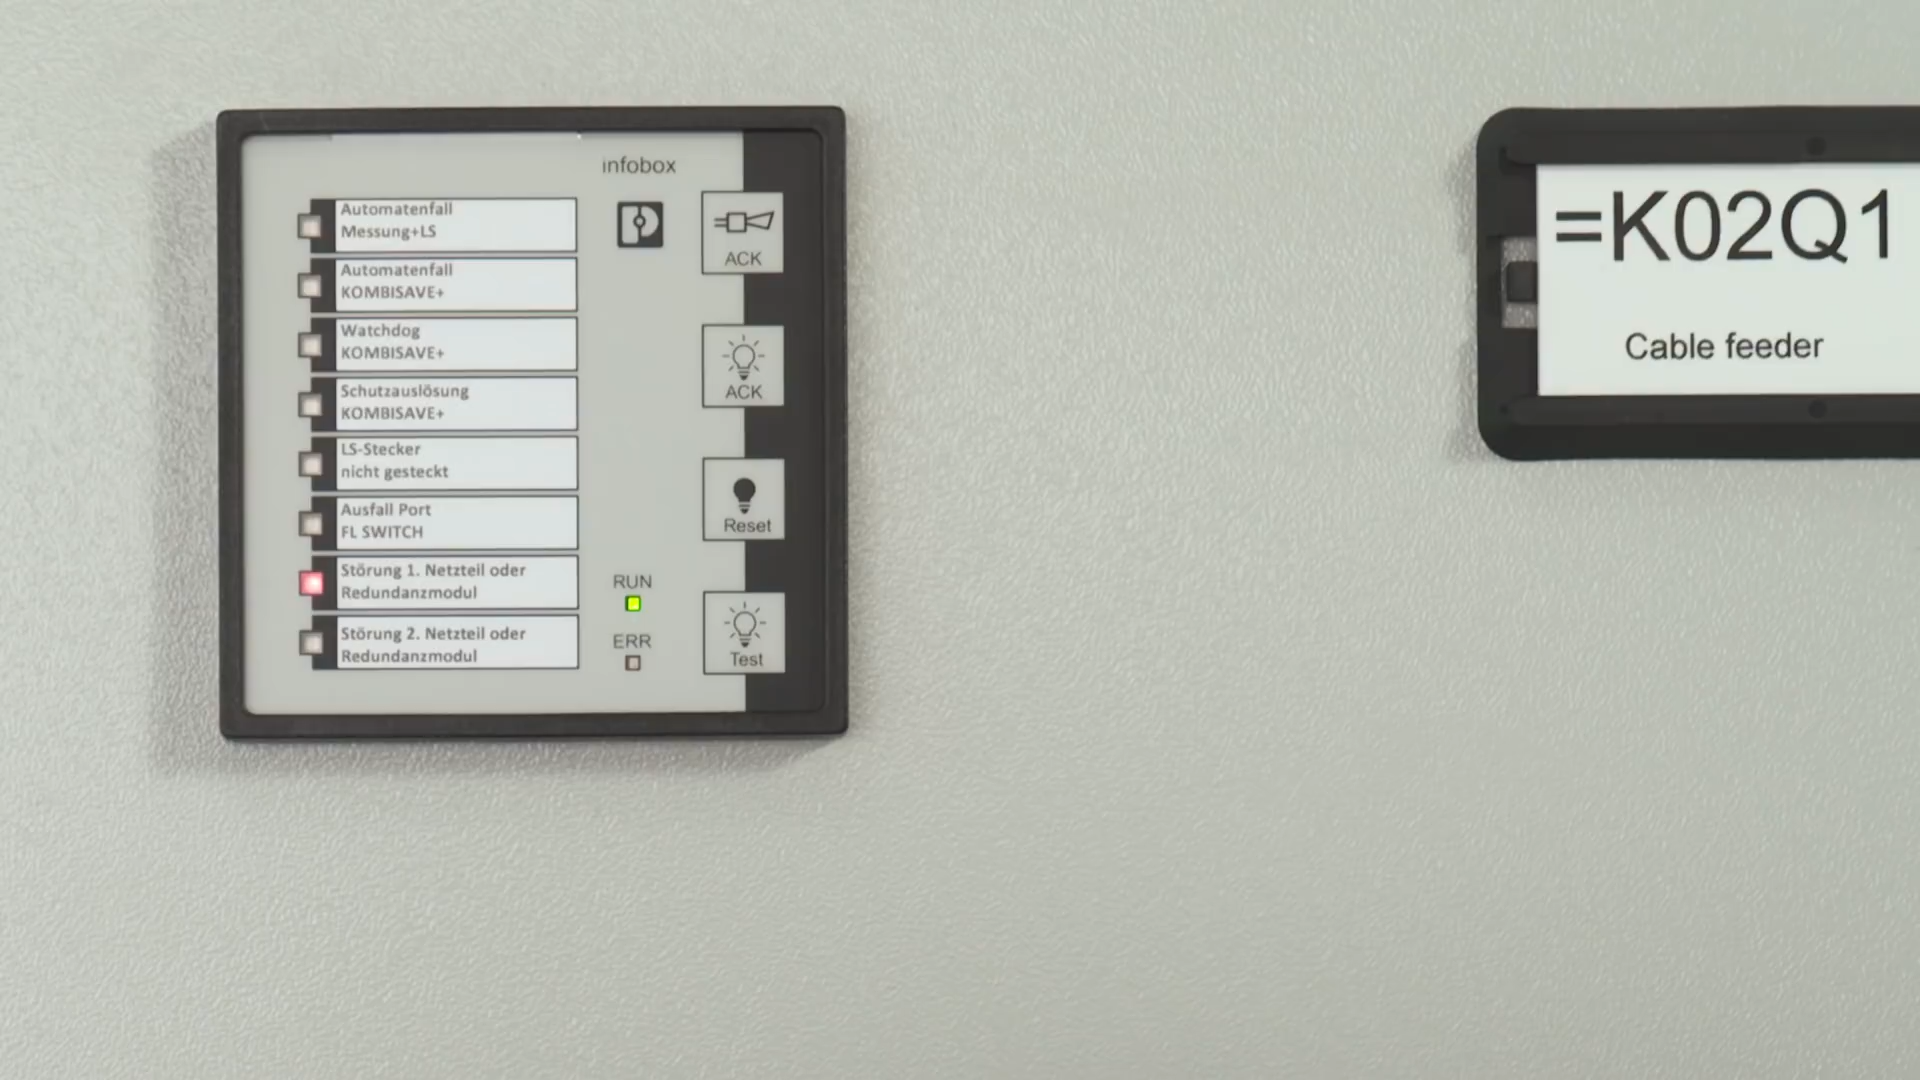 infobox
Automatenfall
Messung+LS
Automatenfall
KOMBISAVE+
Watchdog
KOMBISAVE+
Schutzauslösung
KOMBISAVE+
LS-Stecker
nicht gesteckt
Ausfall Port
FL SWITCH
Störung 1. Netzteil oder
Redundanzmodul
Störung 2. Netzteil oder
Redundanzmodul
RUN
ERR
ACK
ACK
Reset
Test
=K02Q1
Cable feeder